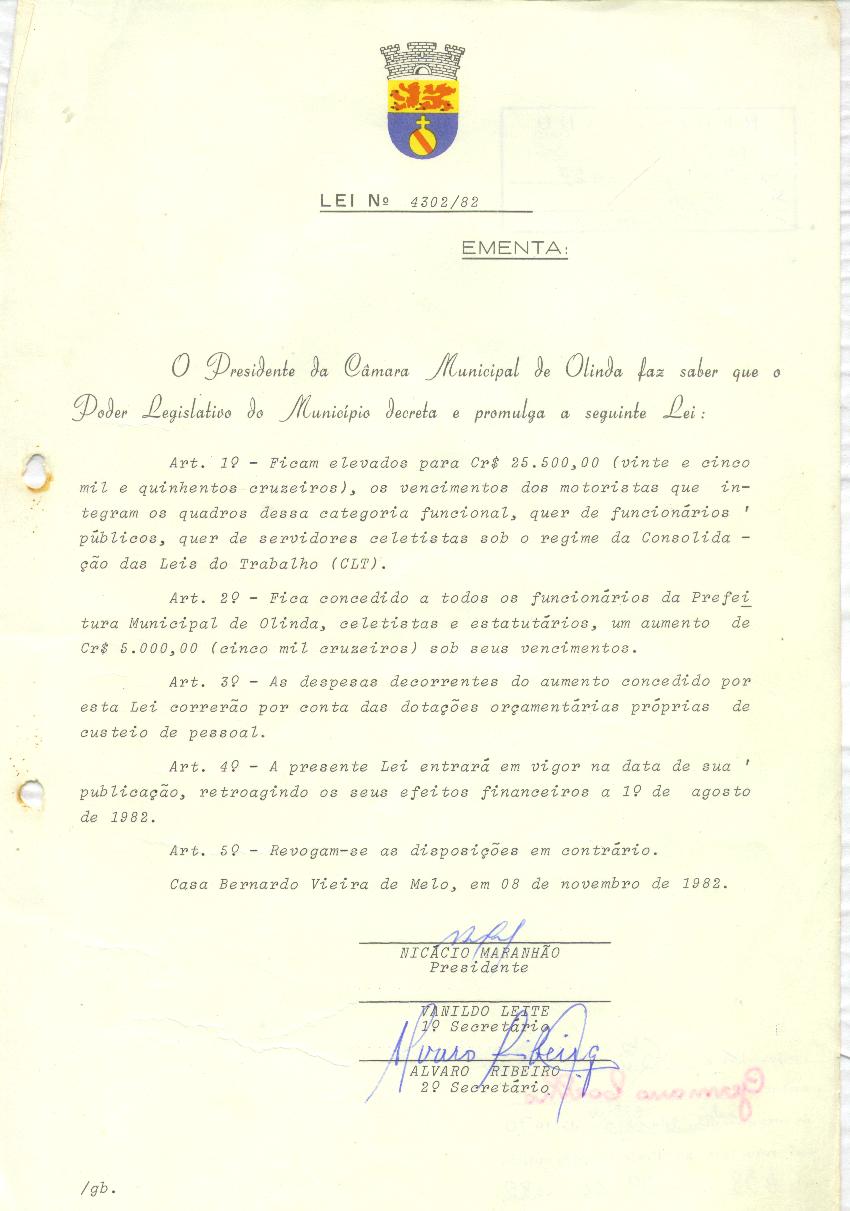 LEI Nº 4302/82
EMENTA:
O Presidente da Câmara Municipal de Olinda faz saber que o
Poder Legislativo do Município decreta e promulga a seguinte Lei:
Art. 1º - Ficam elevados para Cr$ 25.500,00 (vinte e cinco
mil e quinhentos cruzeiros), os vencimentos dos motoristas que in-
tegram os quadros dessa categoria funcional, quer de funcionários '
públicos, quer de servidores celetistas sob o regime da Consolida -
ção das Leis do Trabalho (CLT).
Art. 2º - Fica concedido a todos os funcionários da Prefei
tura Municipal de Olinda, celetistas e estatutários, um aumento de
Cr$ 5.000,00 (cinco mil cruzeiros) sob seus vencimentos.
Art. 3º - As despesas decorrentes do aumento concedido por
esta Lei correrão por conta das dotações orçamentárias próprias de
custeio de pessoal.
Art. 4º - A presente Lei entrará em vigor na data de sua '
publicação, retroagindo os seus efeitos financeiros a 1º de agosto
de 1982.
Art. 5º - Revogam-se as disposições em contrário.
Casa Bernardo Vieira de Melo, em 08 de novembro de 1982.
NICÁCIO MARANHÃO
Presidente
VANILDO LEITE
1º Secretário
Alvaro Ribeiro
ALVARO RIBEIRO
2º Secretário
/gb.